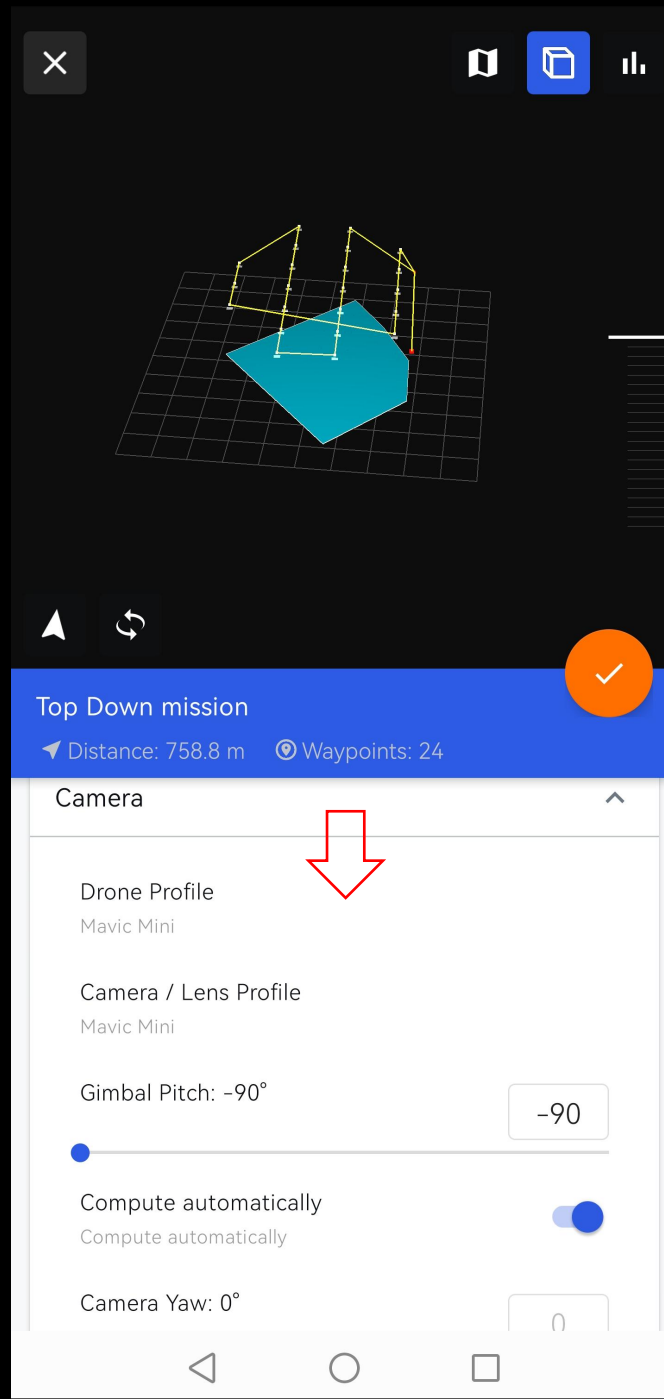 Top Down mission
Distance: 758.8 m Waypoints: 24
Camera
Drone Profile
Mavic Mini
Camera / Lens Profile
Mavic Mini
Gimbal Pitch: -90°
-90
Compute automatically
Compute automatically
Camera Yaw: 0°
0